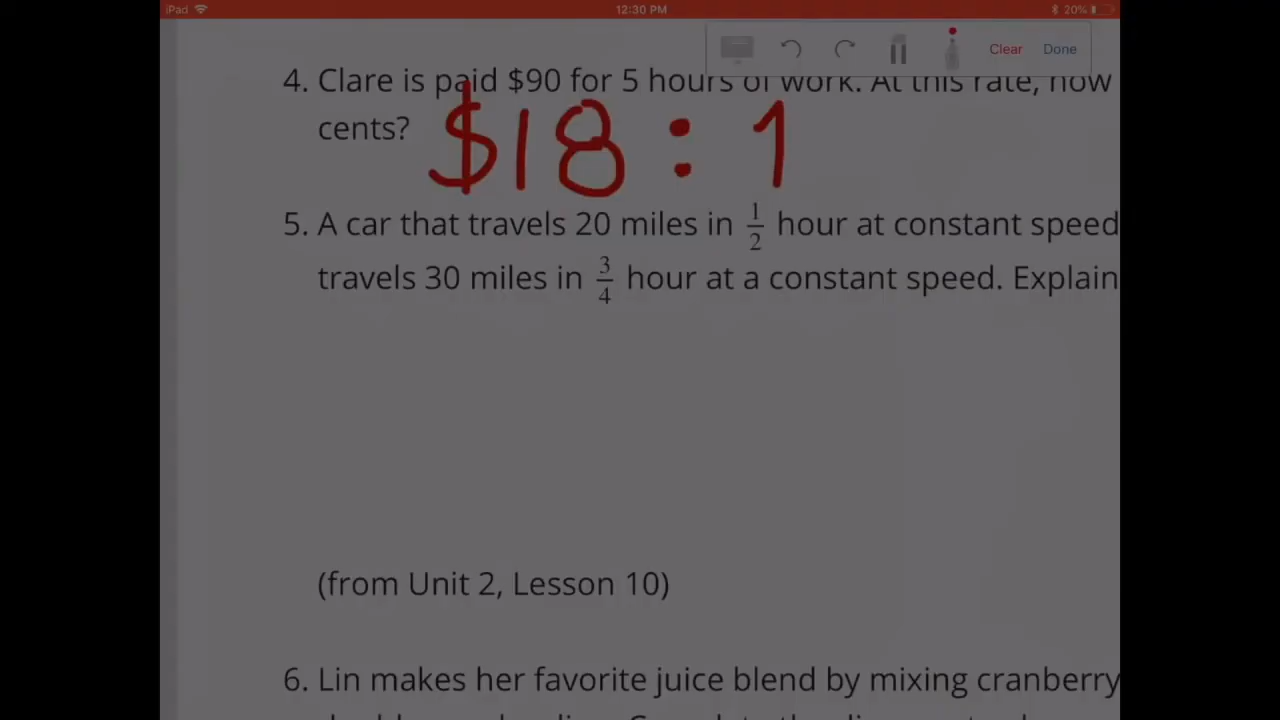 iPad 12:30 PM 20%
Clear Done
4. Clare is paid $90 for 5 hours of work. At this rate, how
cents?
$18 : 1
5. A car that travels 20 miles in 1/2 hour at constant speed
travels 30 miles in 3/4 hour at a constant speed. Explain
(from Unit 2, Lesson 10)
6. Lin makes her favorite juice blend by mixing cranberry